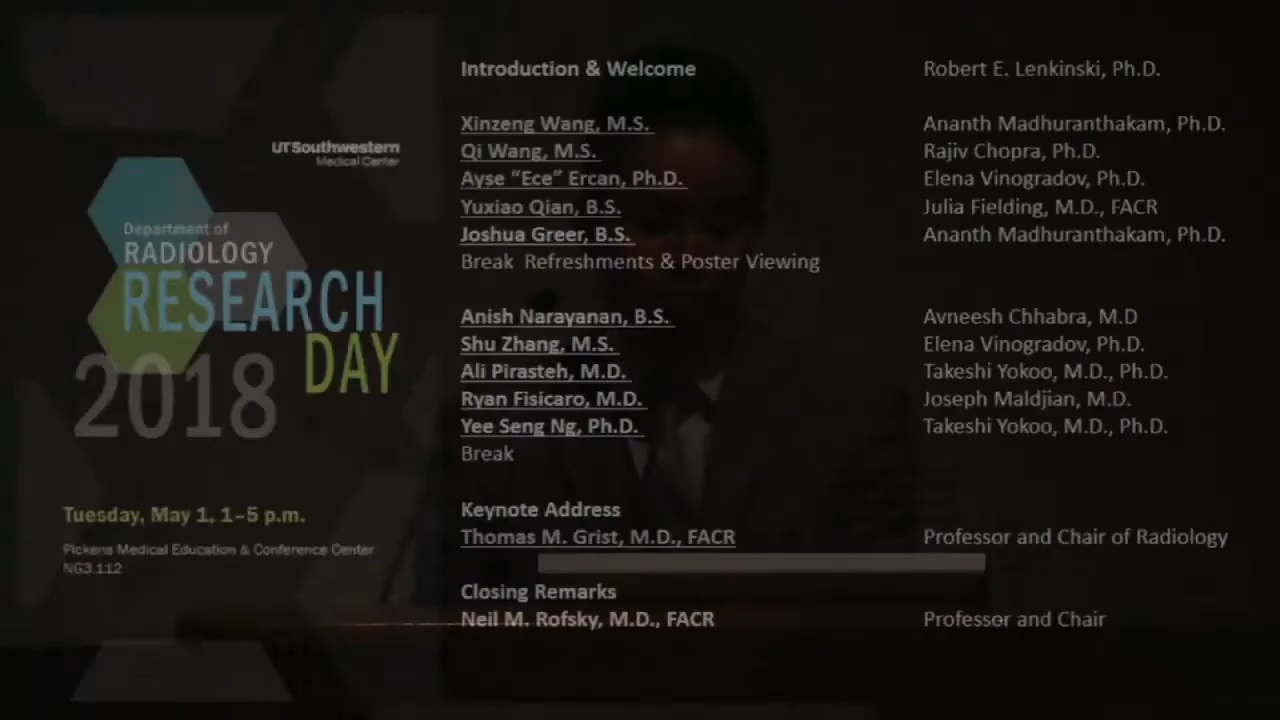 UTSouthwestern
Medical Center
Department of
RADIOLOGY
RESEARCH
DAY
2018
Tuesday, May 1, 1–5 p.m.
Pickens Medical Education & Conference Center
NG3.112
Introduction & Welcome Robert E. Lenkinski, Ph.D.
Xinzeng Wang, M.S. Ananth Madhuranthakam, Ph.D.
Qi Wang, M.S. Rajiv Chopra, Ph.D.
Ayse “Ece” Ercan, Ph.D. Elena Vinogradov, Ph.D.
Yuxiao Qian, B.S. Julia Fielding, M.D., FACR
Joshua Greer, B.S. Ananth Madhuranthakam, Ph.D.
Break Refreshments & Poster Viewing
Anish Narayanan, B.S. Avneesh Chhabra, M.D
Shu Zhang, M.S. Elena Vinogradov, Ph.D.
Ali Pirasteh, M.D. Takeshi Yokoo, M.D., Ph.D.
Ryan Fisicaro, M.D. Joseph Maldjian, M.D.
Yee Seng Ng, Ph.D. Takeshi Yokoo, M.D., Ph.D.
Break
Keynote Address
Thomas M. Grist, M.D., FACR Professor and Chair of Radiology
Closing Remarks
Neil M. Rofsky, M.D., FACR Professor and Chair